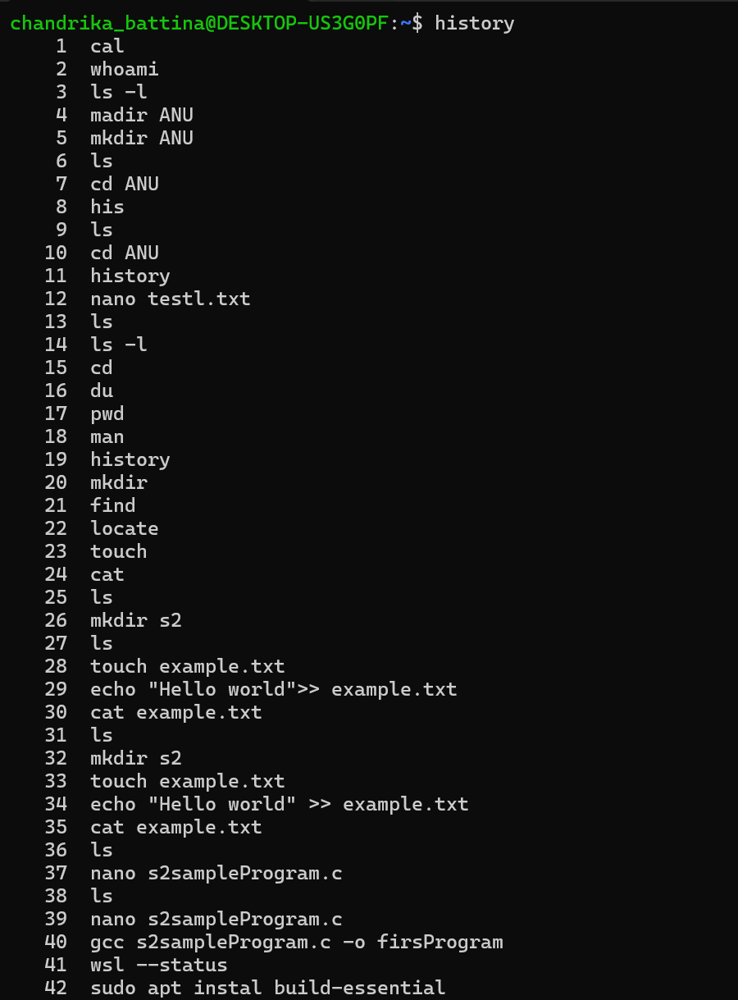 chandrika_battina@DESKTOP-US3G0PF:~$ history
1 cal
2 whoami
3 ls -l
4 madir ANU
5 mkdir ANU
6 ls
7 cd ANU
8 his
9 ls
10 cd ANU
11 history
12 nano testl.txt
13 ls
14 ls -l
15 cd
16 du
17 pwd
18 man
19 history
20 mkdir
21 find
22 locate
23 touch
24 cat
25 ls
26 mkdir s2
27 ls
28 touch example.txt
29 echo "Hello world">> example.txt
30 cat example.txt
31 ls
32 mkdir s2
33 touch example.txt
34 echo "Hello world" >> example.txt
35 cat example.txt
36 ls
37 nano s2sampleProgram.c
38 ls
39 nano s2sampleProgram.c
40 gcc s2sampleProgram.c -o firsProgram
41 wsl --status
42 sudo apt instal build-essential